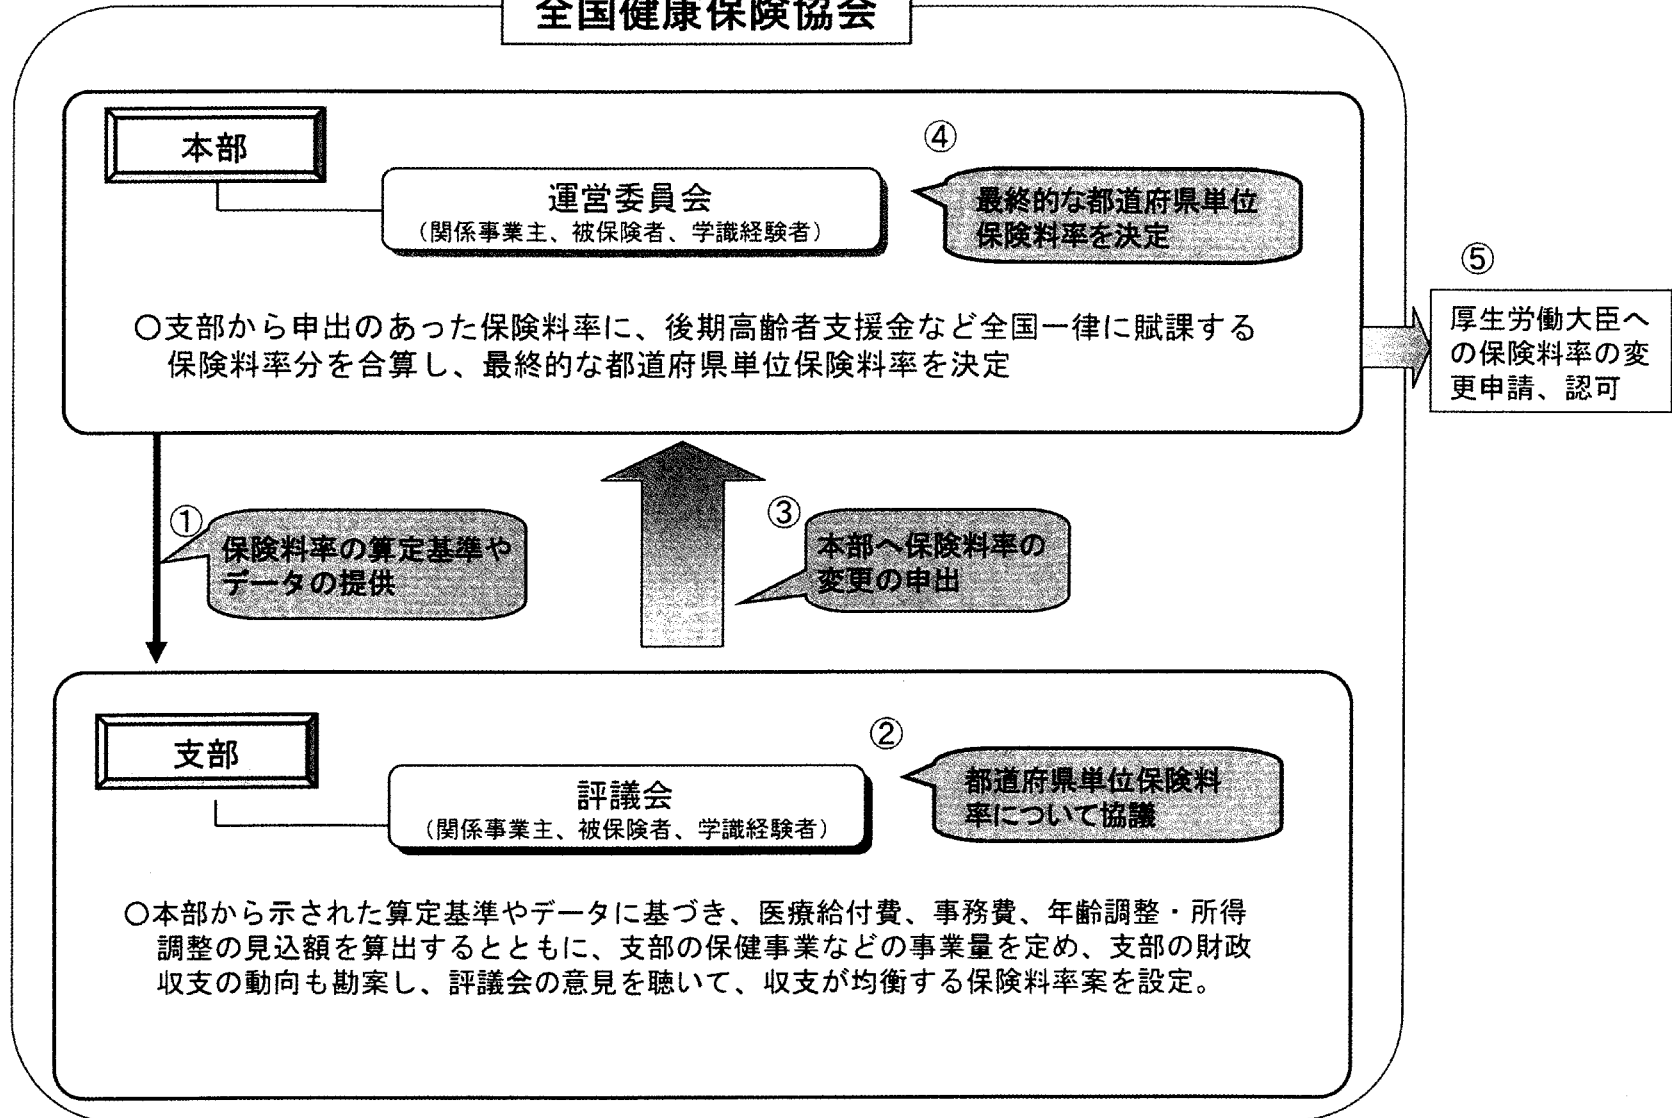 全国健康保険協会
本部
運営委員会
（関係事業主、被保険者、学識経験者）
④
最終的な都道府県単位
保険料率を決定
○支部から申出のあった保険料率に、後期高齢者支援金など全国一律に賦課する
保険料率分を合算し、最終的な都道府県単位保険料率を決定
⑤
厚生労働大臣へ
の保険料率の変
更申請、認可
①
保険料率の算定基準や
データの提供
③
本部へ保険料率の
変更の申出
支部
評議会
（関係事業主、被保険者、学識経験者）
②
都道府県単位保険料
率について協議
○本部から示された算定基準やデータに基づき、医療給付費、事務費、年齢調整・所得
調整の見込額を算出するとともに、支部の保健事業などの事業量を定め、支部の財政
収支の動向も勘案し、評議会の意見を聴いて、収支が均衡する保険料率案を設定。